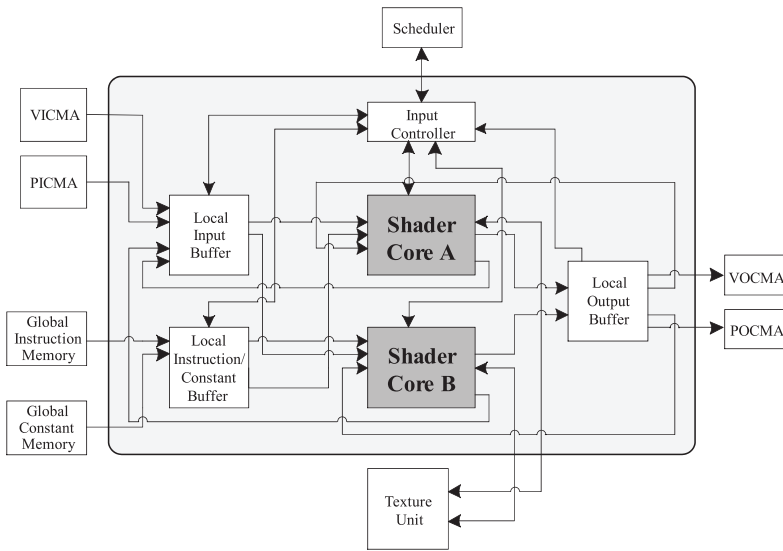 Scheduler
VICMA
Input
Controller
PICMA
Local
Input
Buffer
Shader
Core A
Local
Output
Buffer
VOCMA
POCMA
Global
Instruction
Memory
Local
Instruction/
Constant
Buffer
Shader
Core B
Global
Constant
Memory
Texture
Unit